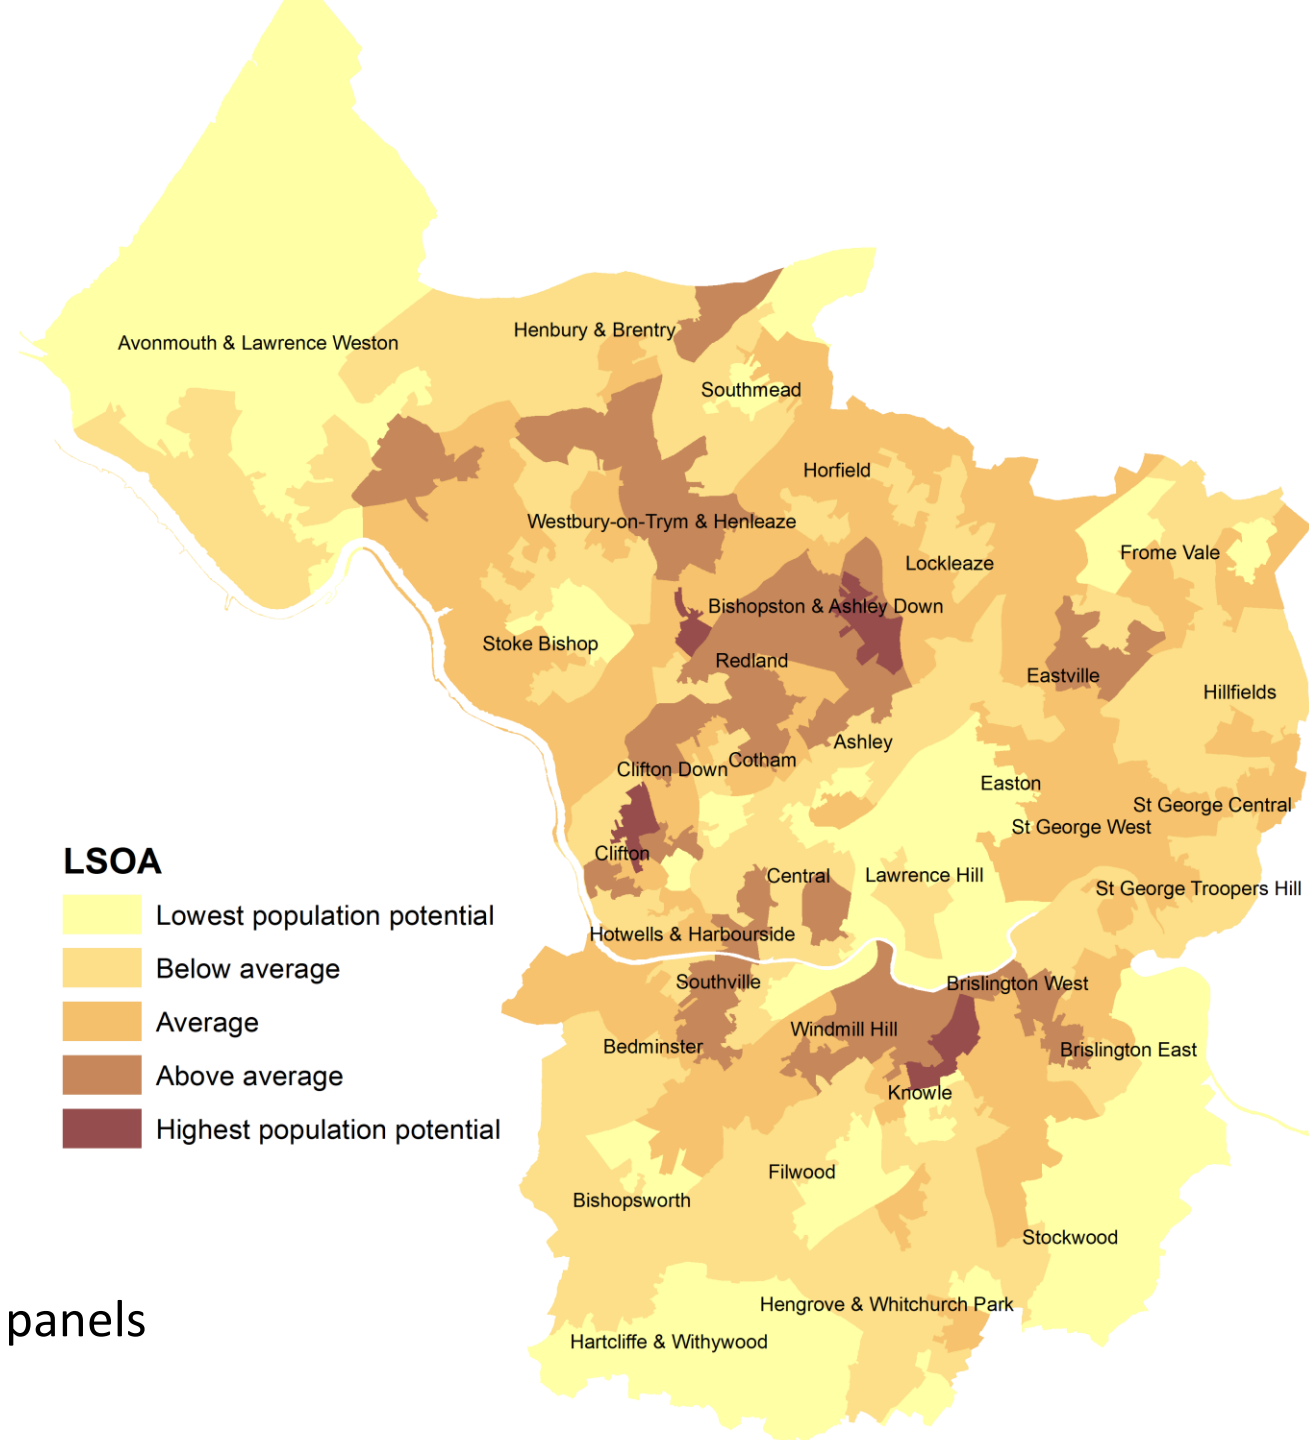 Avonmouth & Lawrence Weston
Henbury & Brentry
Southmead
Horfield
Westbury-on-Trym & Henleaze
Lockleaze
Frome Vale
Bishopston & Ashley Down
Stoke Bishop
Redland
Eastville
Hillfields
Ashley
Cotham
Clifton Down
Easton
St George Central
St George West
Clifton
Central
Lawrence Hill
St George Troopers Hill
Hotwells & Harbourside
Southville
Brislington West
Windmill Hill
Bedminster
Brislington East
Knowle
Filwood
Bishopsworth
Stockwood
Hengrove & Whitchurch Park
Hartcliffe & Withywood
LSOA
Lowest population potential
Below average
Average
Above average
Highest population potential
panels